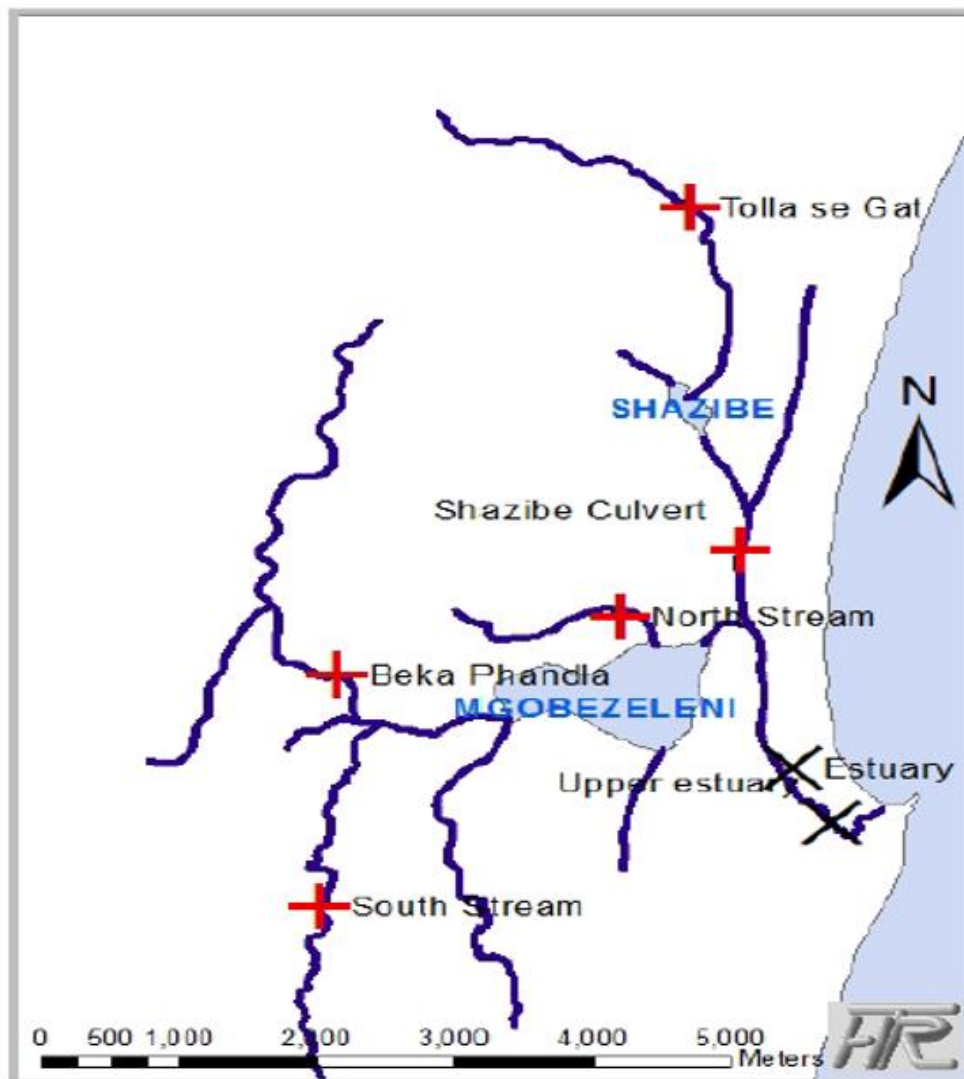 Tolla se Gat
N
SHAZIBE
Shazibe Culvert
North Stream
Beka Phandla
MGOBEZELENI
Upper estuary
Estuary
South Stream
0 500 1,000 2,000 3,000 4,000 5,000
Meters